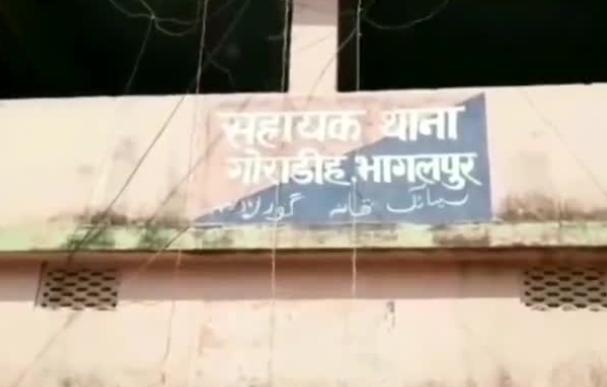 सहायक थाना
गोराडीह, भागलपुर